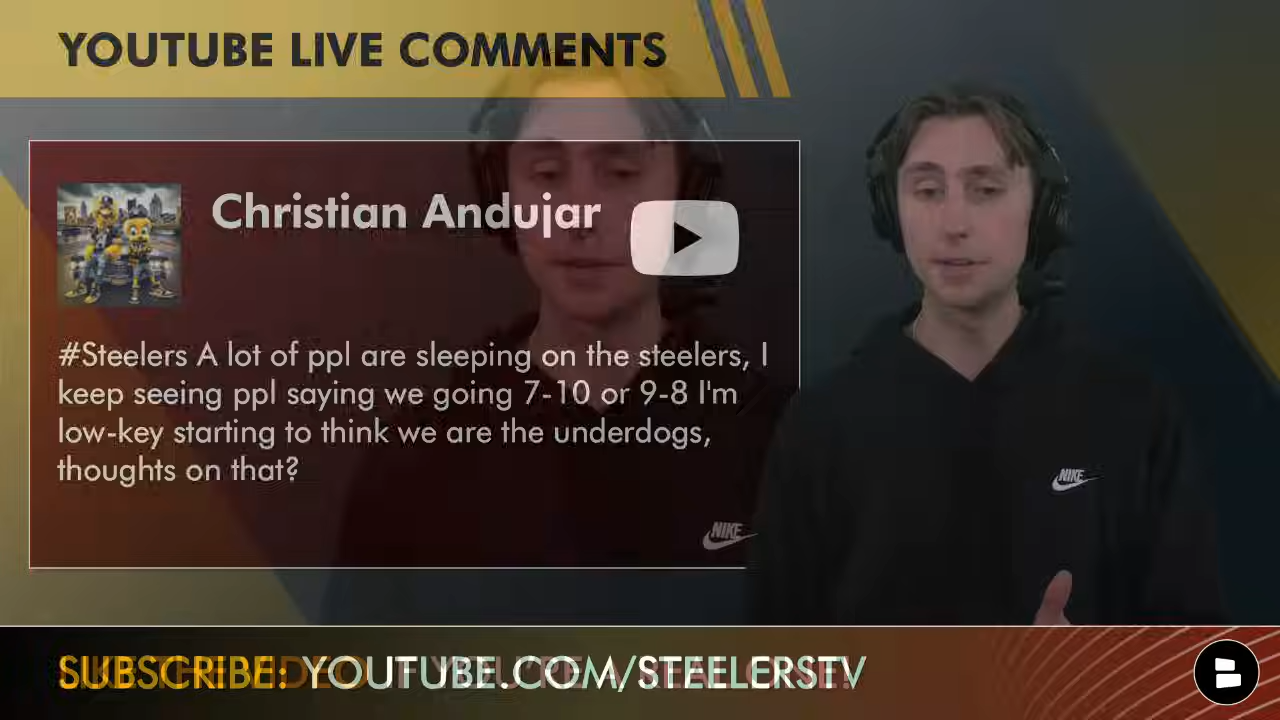 YOUTUBE LIVE COMMENTS
Christian Andujar
#Steelers A lot of ppl are sleeping on the steelers, I
keep seeing ppl saying we going 7-10 or 9-8 I'm
low-key starting to think we are the underdogs,
thoughts on that?
NIKE
NIKE
SUBSCRIBE: YOUTUBE.COM/STEELERSTV